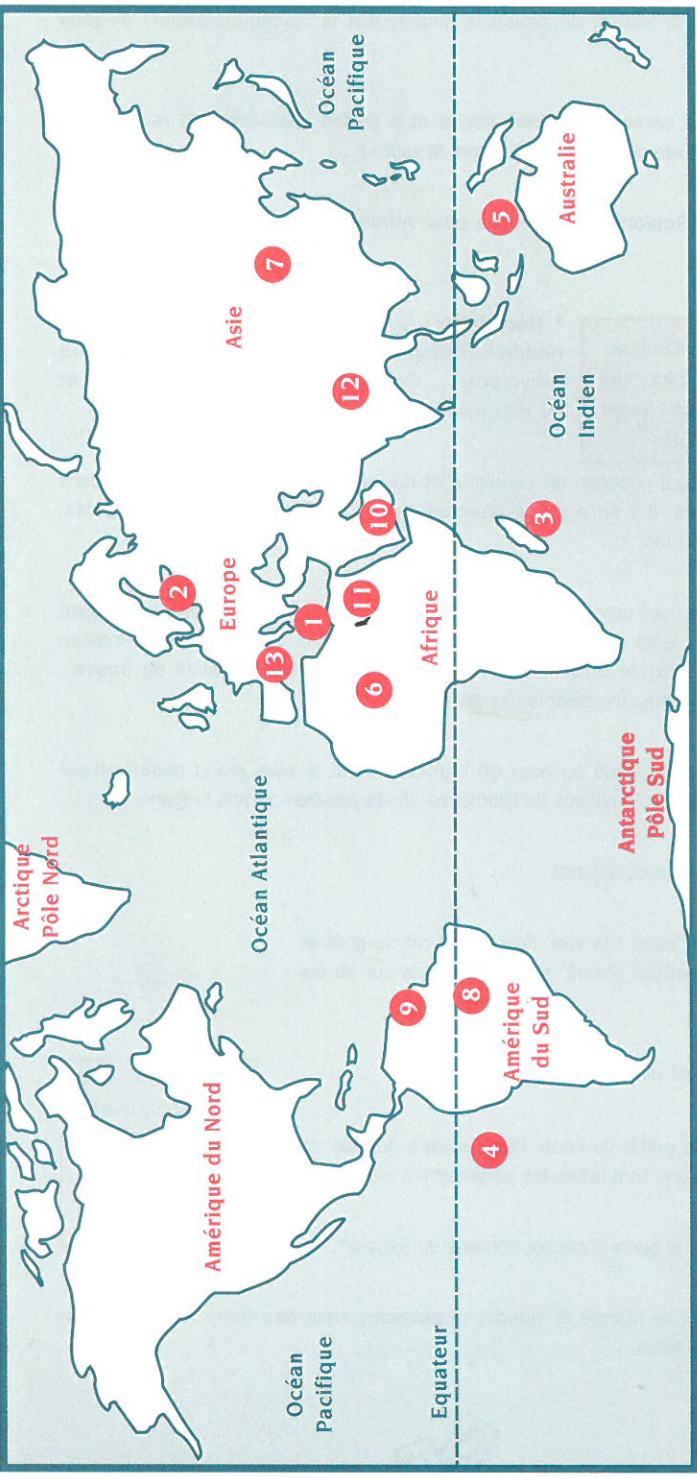 Arctique
Pôle Nord
Amérique du Nord
Océan Atlantique
Europe
Asie
2
13
1
7
12
Océan
Pacifique
Océan
Pacifique
9
6
11
10
Afrique
Equateur
8
4
Amérique
du Sud
3
5
Océan
Indien
Australie
Antarctique
Pôle Sud